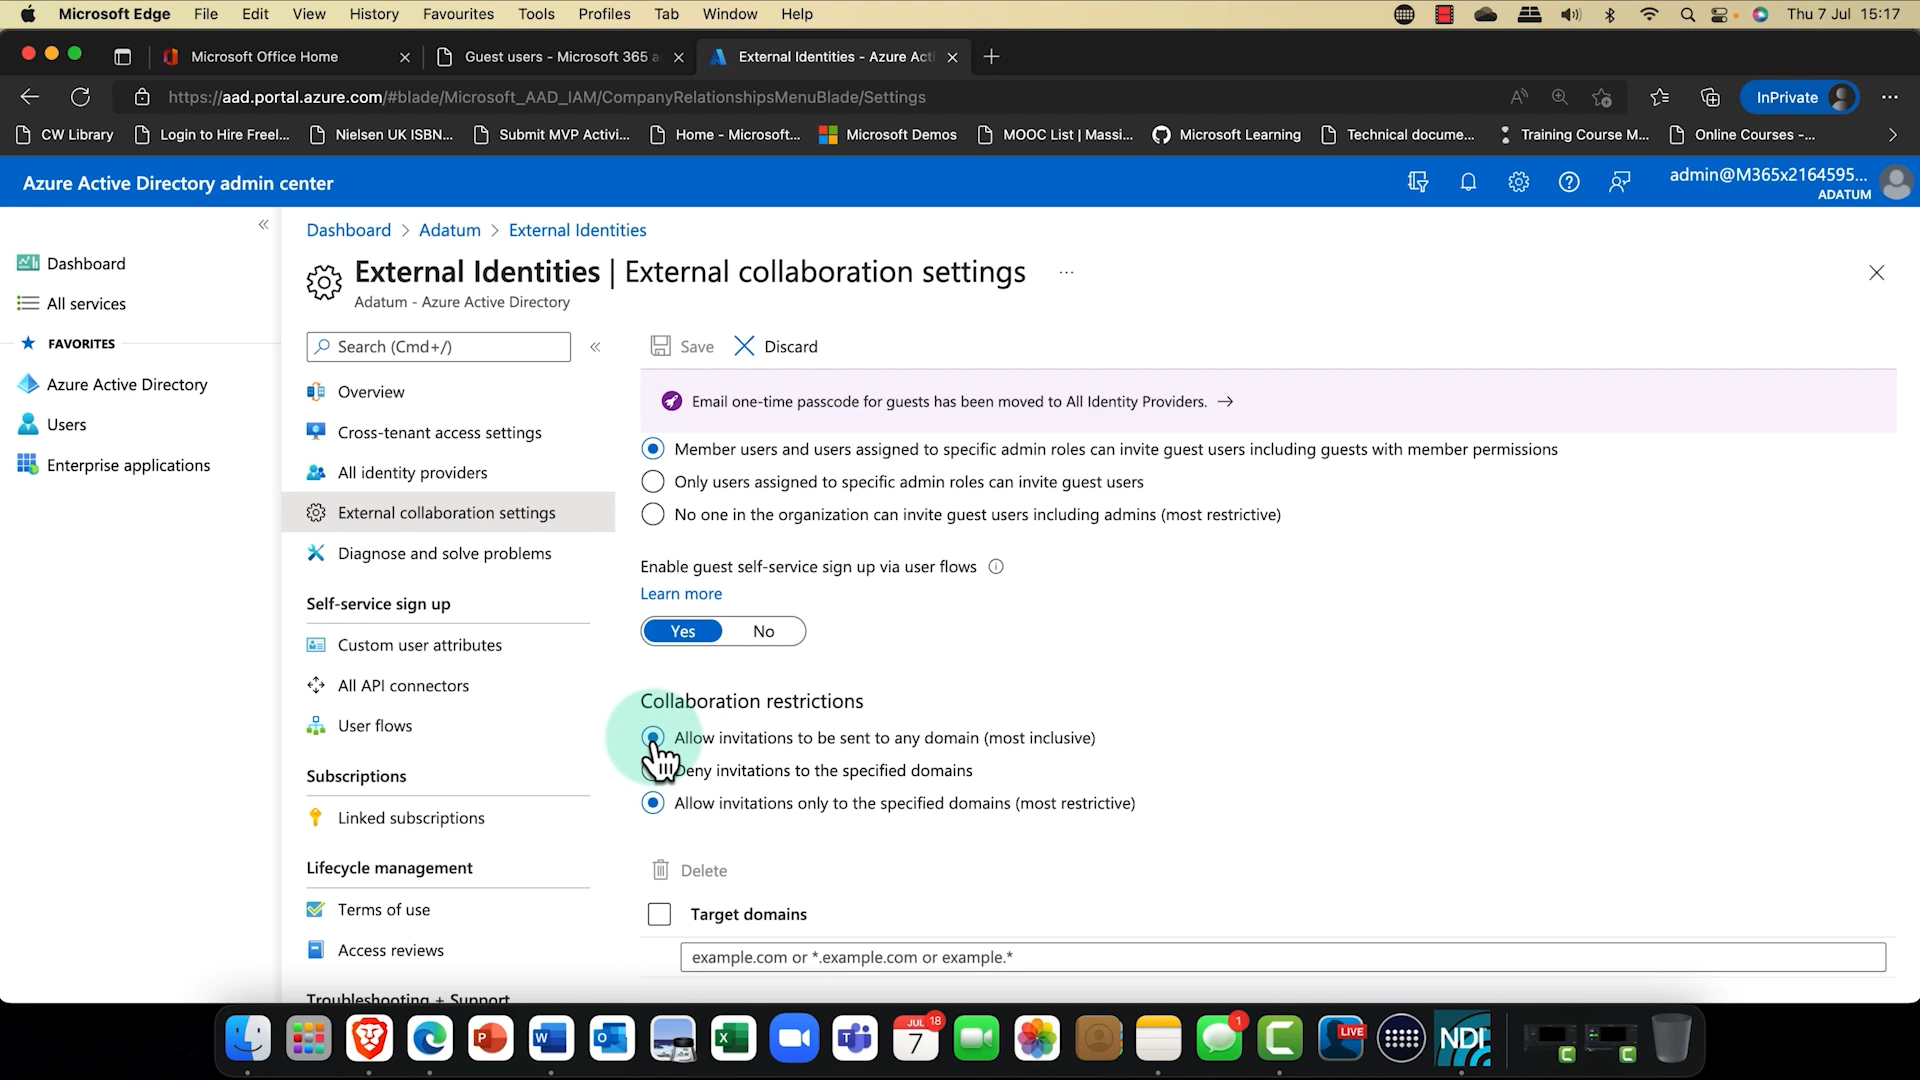 Microsoft Edge File Edit View History Favourites Tools Profiles Tab Window Help Thu 7 Jul 15:17
Microsoft Office Home
Guest users - Microsoft 365 a
External Identities - Azure Acti
https://aad.portal.azure.com/#blade/Microsoft_AAD_IAM/CompanyRelationshipsMenuBlade/Settings
InPrivate
CW Library
Login to Hire Freel...
Nielsen UK ISBN...
Submit MVP Activi...
Home - Microsoft...
Microsoft Demos
MOOC List | Massi...
Microsoft Learning
Technical docume...
Training Course M...
Online Courses -...
Azure Active Directory admin center
admin@M365x2164595...
ADATUM
Dashboard
All services
FAVORITES
Azure Active Directory
Users
Enterprise applications
Dashboard > Adatum > External Identities
External Identities | External collaboration settings ...
Adatum - Azure Active Directory
Search (Cmd+/)
Overview
Cross-tenant access settings
All identity providers
External collaboration settings
Diagnose and solve problems
Self-service sign up
Custom user attributes
All API connectors
User flows
Subscriptions
Linked subscriptions
Lifecycle management
Terms of use
Access reviews
Troubleshooting + Support
Save
Discard
Email one-time passcode for guests has been moved to All Identity Providers. →
Member users and users assigned to specific admin roles can invite guest users including guests with member permissions
Only users assigned to specific admin roles can invite guest users
No one in the organization can invite guest users including admins (most restrictive)
Enable guest self-service sign up via user flows
Learn more
Yes No
Collaboration restrictions
Allow invitations to be sent to any domain (most inclusive)
Deny invitations to the specified domains
Allow invitations only to the specified domains (most restrictive)
Delete
Target domains
example.com or *.example.com or example.*
JUL 18
7
1
LIVE
NDI